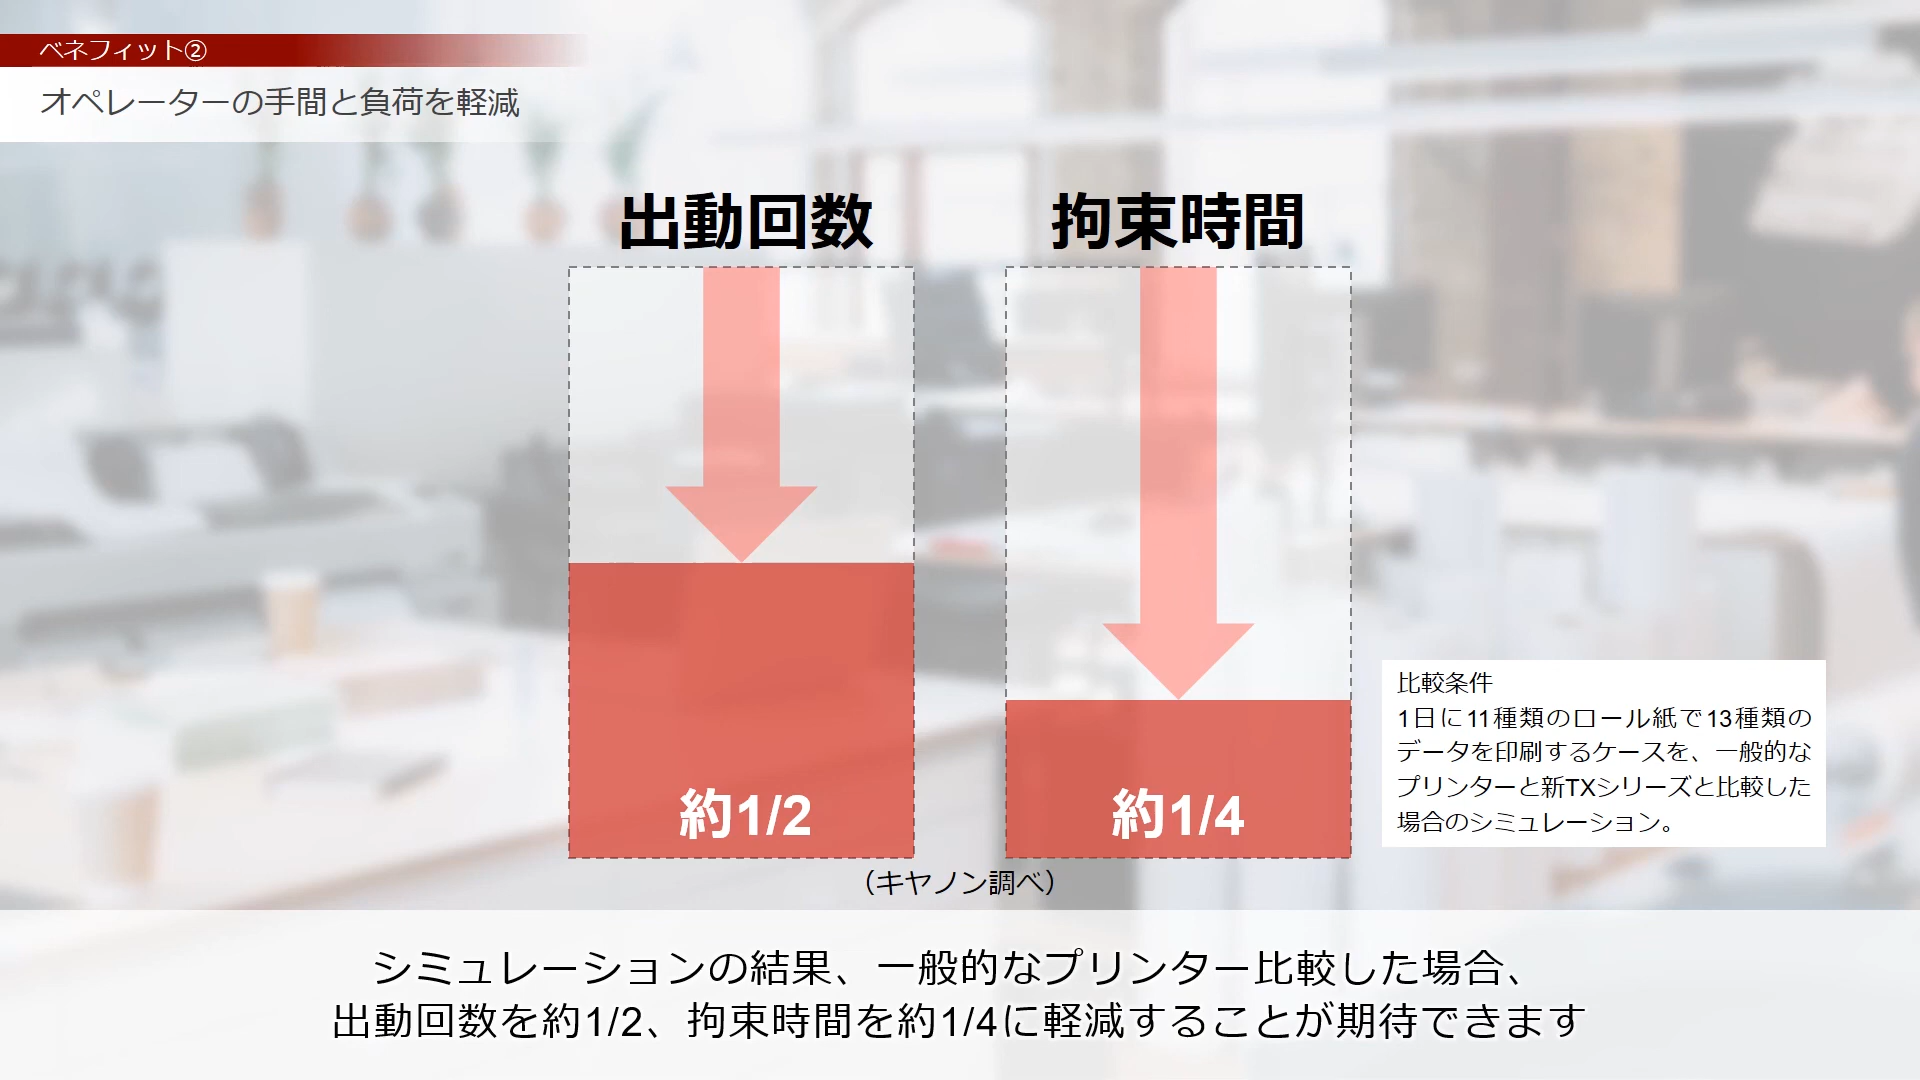 ベネフィット②
オペレーターの手間と負荷を軽減
出動回数
拘束時間
約1/2
約1/4
比較条件
1日に11種類のロール紙で13種類の
データを印刷するケースを、一般的な
プリンターと新TXシリーズと比較した
場合のシミュレーション。
（キヤノン調べ）
シミュレーションの結果、一般的なプリンター比較した場合、
出動回数を約1/2、拘束時間を約1/4に軽減することが期待できます